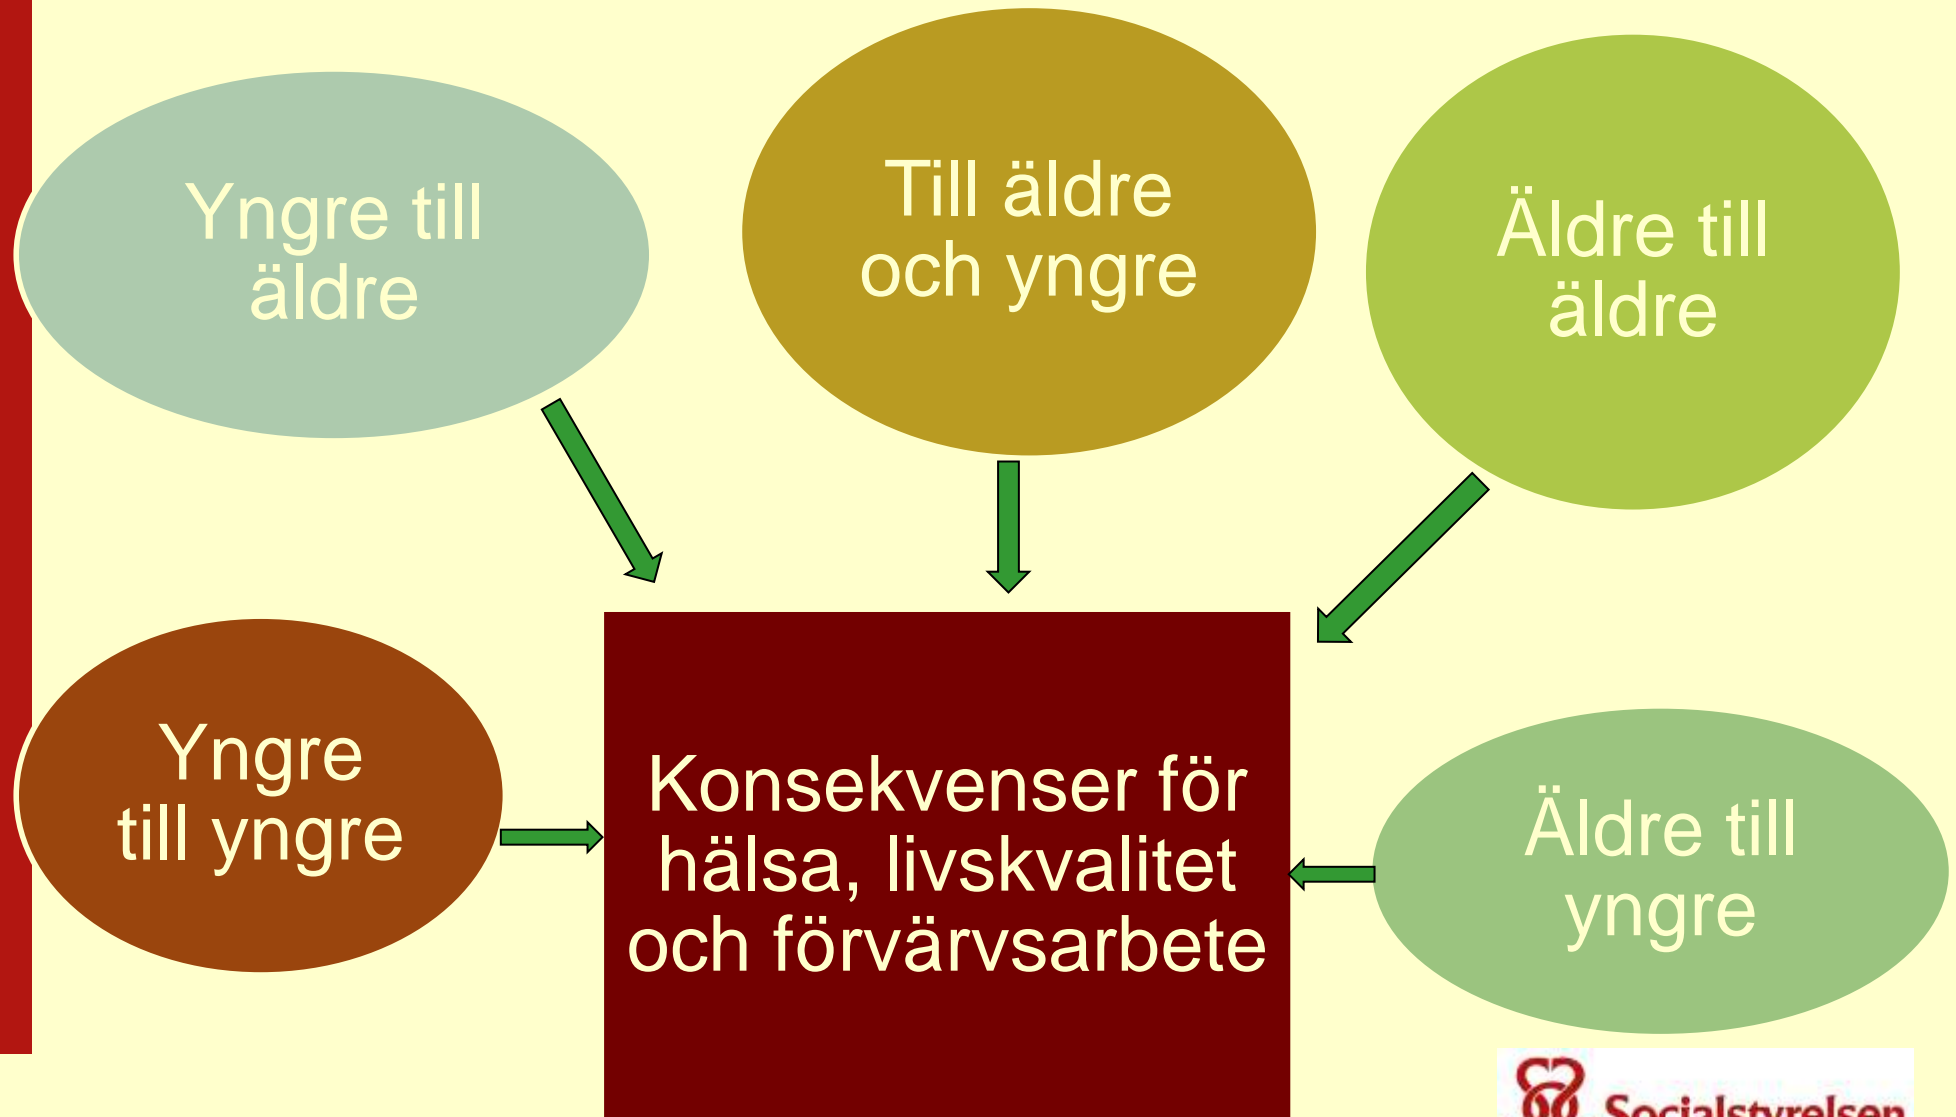 Yngre till
äldre
Till äldre
och yngre
Äldre till
äldre
Yngre
till yngre
Konsekvenser för
hälsa, livskvalitet
och förvärvsarbete
Äldre till
yngre
Socialstyrelsen